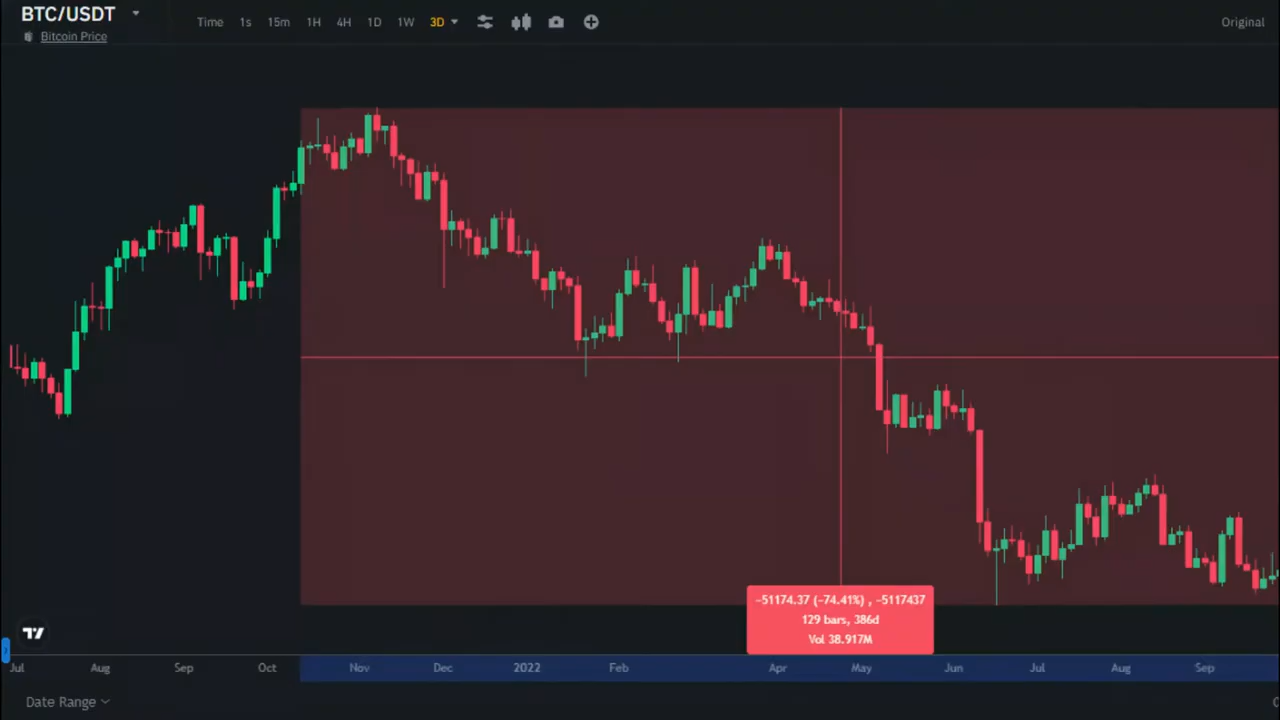 BTC/USDT
Bitcoin Price
Time 1s 15m 1H 4H 1D 1W 3D
Original
-51174.37 (-74.41%) , -5117437
129 bars, 386d
Vol 38.917M
Jul Aug Sep Oct Nov Dec 2022 Feb Apr May Jun Jul Aug Sep
Date Range